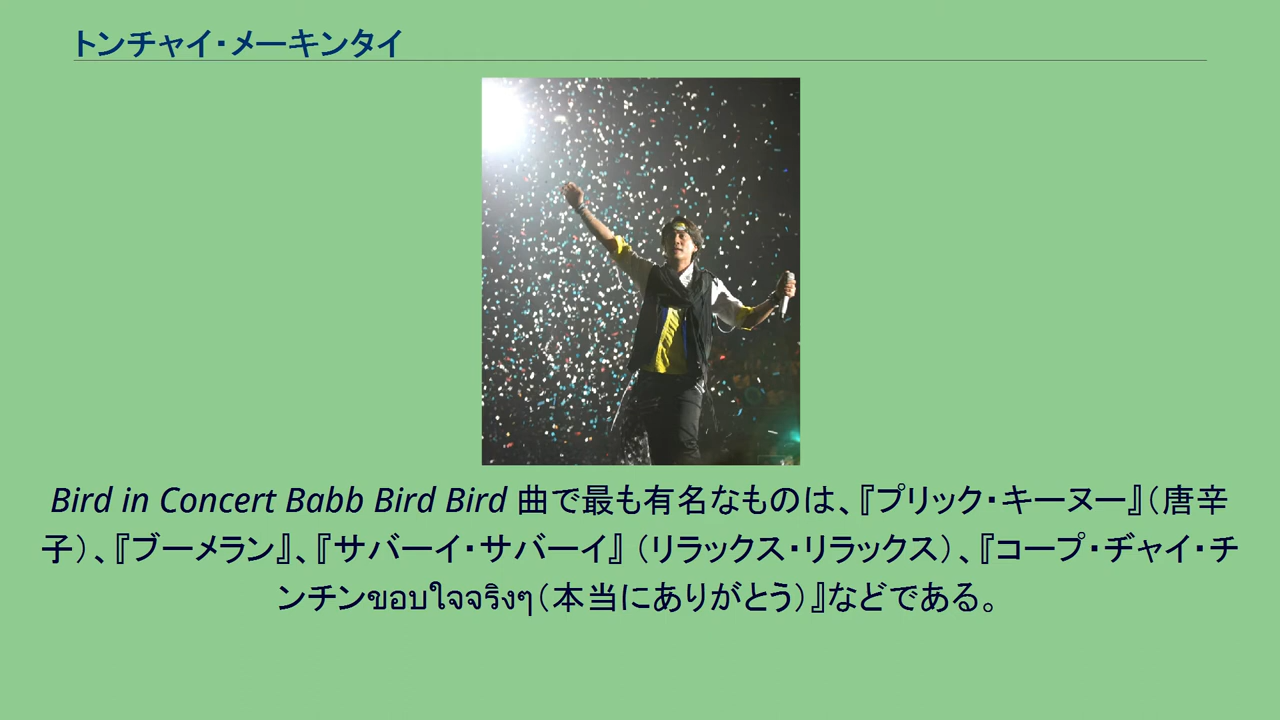 トンチャイ・メーキンタイ
Bird in Concert Babb Bird Bird 曲で最も有名なものは、『プリック・キーヌー』（唐辛
子）、『ブーメラン』、『サバーイ・サバーイ』（リラックス・リラックス）、『コープ・ヂャイ・チ
ンチンขอบใจจริงๆ（本当にありがとう）』などである。